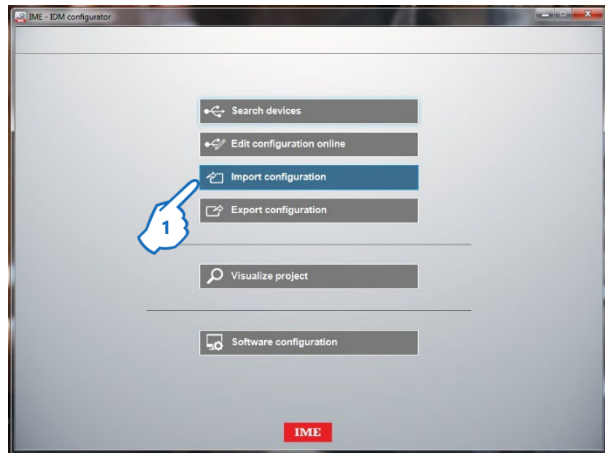 IME - IDM configurator
Search devices
Edit configuration online
Import configuration
Export configuration
1
Visualize project
Software configuration
IME